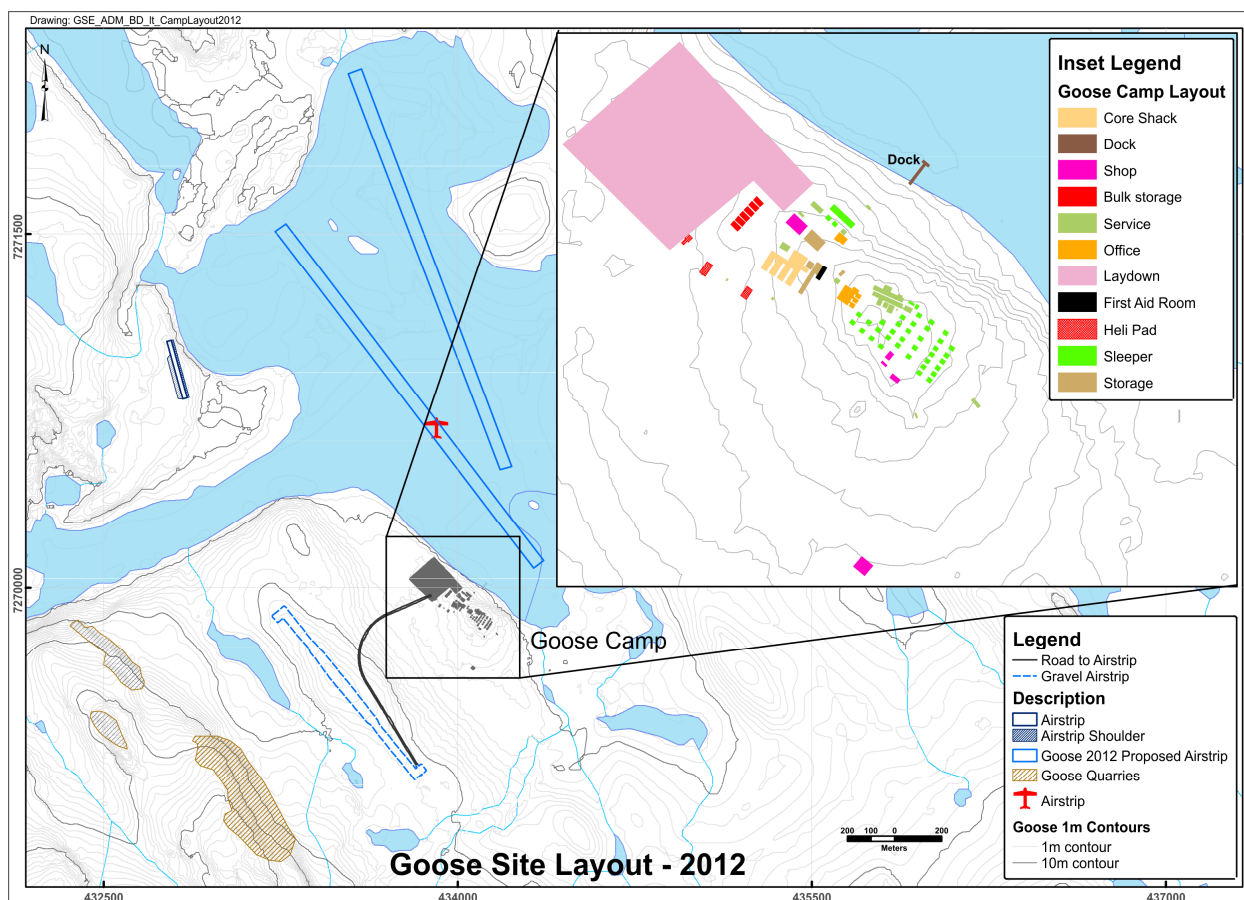 Drawing: GSE_ADM_BD_lt_CampLayout2012
N
Inset Legend
Goose Camp Layout
Core Shack
Dock
Shop
Bulk storage
Service
Office
Laydown
First Aid Room
Heli Pad
Sleeper
Storage
Dock
7271500
7270000
Goose Camp
Legend
Road to Airstrip
Gravel Airstrip
Description
Airstrip
Airstrip Shoulder
Goose 2012 Proposed Airstrip
Goose Quarries
Airstrip
Goose 1m Contours
1m contour
10m contour
200 100 0 200
Meters
Goose Site Layout - 2012
432500 434000 435500 437000